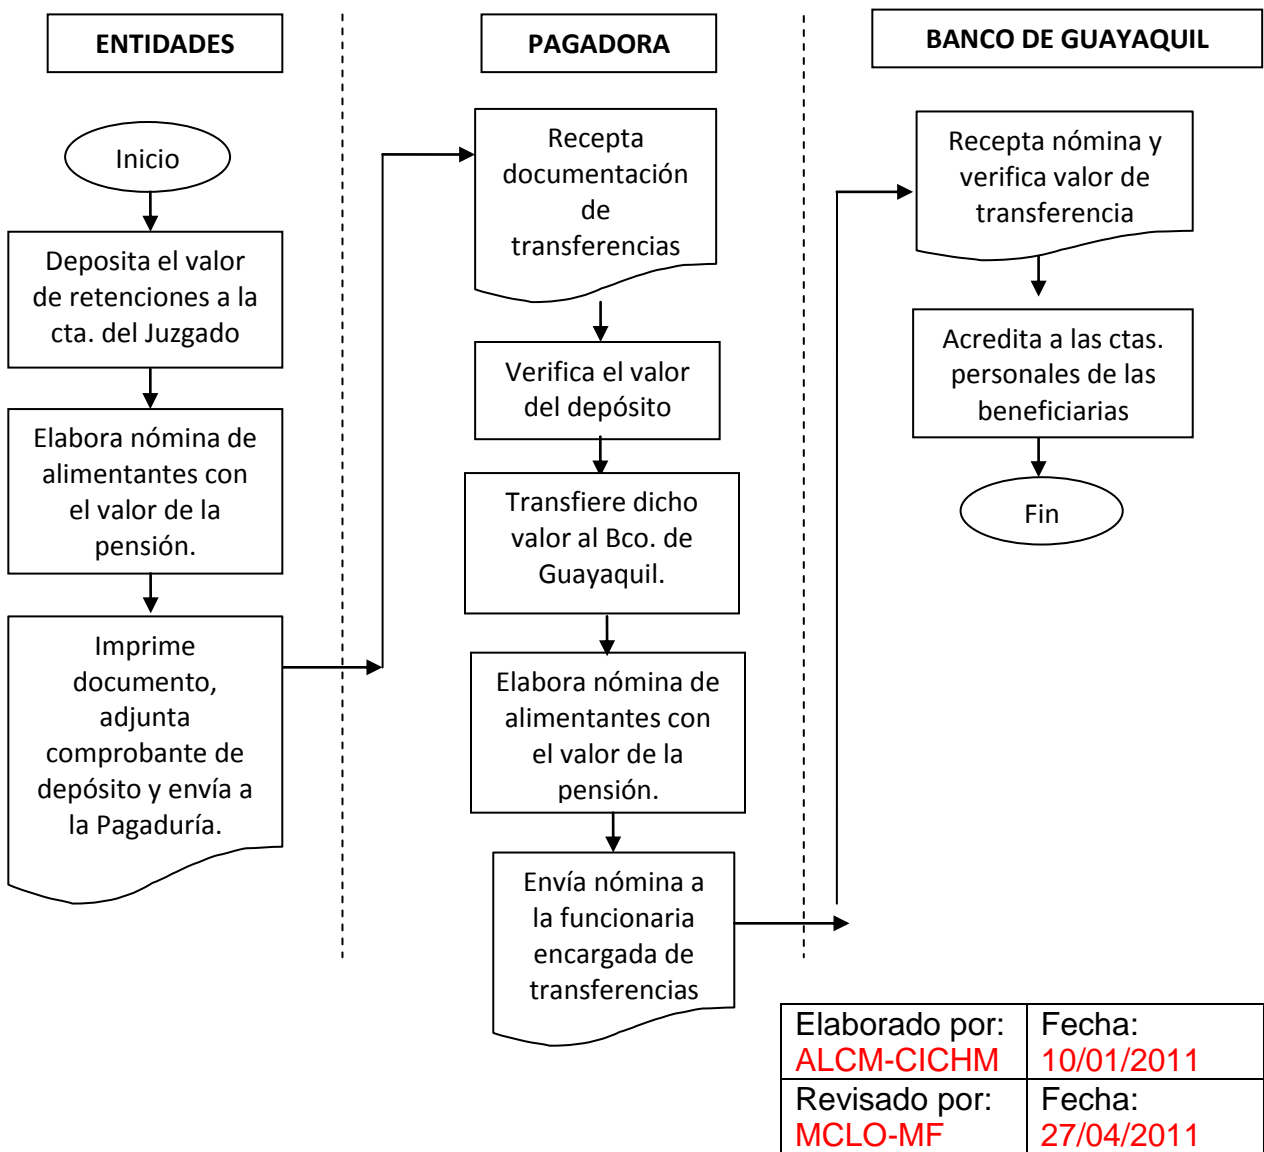 ENTIDADES
Inicio
Deposita el valor
de retenciones a la
cta. del Juzgado
Elabora nómina de
alimentantes con
el valor de la
pensión.
Imprime
documento,
adjunta
comprobante de
depósito y envía a
la Pagaduría.
PAGADORA
Recepta
documentación
de
transferencias
Verifica el valor
del depósito
Transfiere dicho
valor al Bco. de
Guayaquil.
Elabora nómina de
alimentantes con
el valor de la
pensión.
Envía nómina a
la funcionaria
encargada de
transferencias
BANCO DE GUAYAQUIL
Recepta nómina y
verifica valor de
transferencia
Acredita a las ctas.
personales de las
beneficiarias
Fin
Elaborado por:
ALCM-CICHM
Fecha:
10/01/2011
Revisado por:
MCLO-MF
Fecha:
27/04/2011